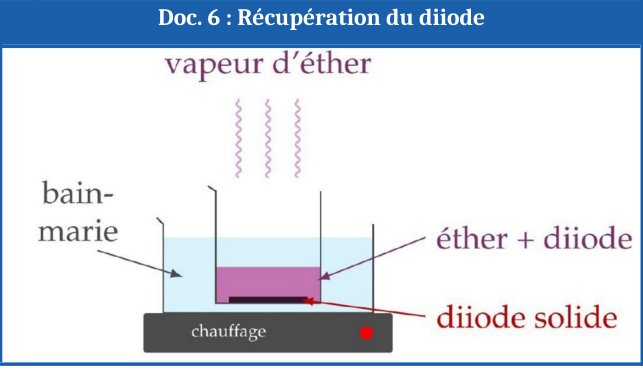 Doc. 6 : Récupération du diiode
vapeur d'éther
bain-
marie
éther + diiode
diiode solide
chauffage